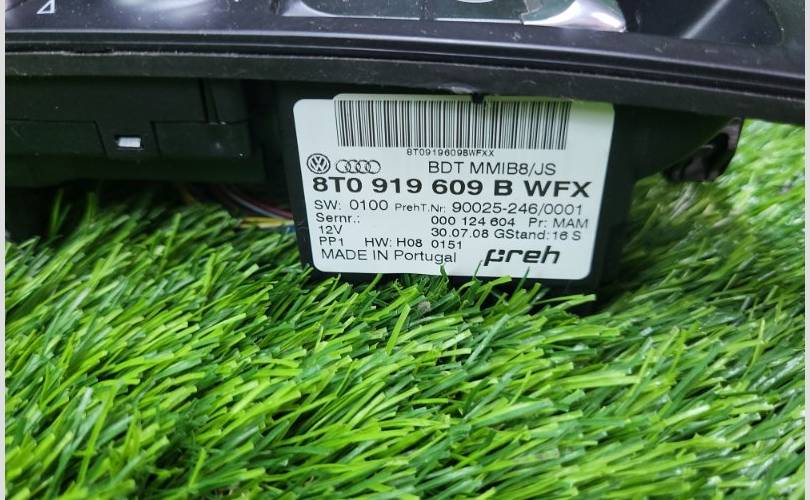 8T0919609BWFXX
BDT MMIB8/JS
8T0 919 609 B WFX
SW: 0100 PrehT.Nr: 90025-246/0001
Sernr.: 000 124 604 Pr: MAM
12V 30.07.08 GStand: 16 S
PP1 HW: H08 0151
MADE IN Portugal preh